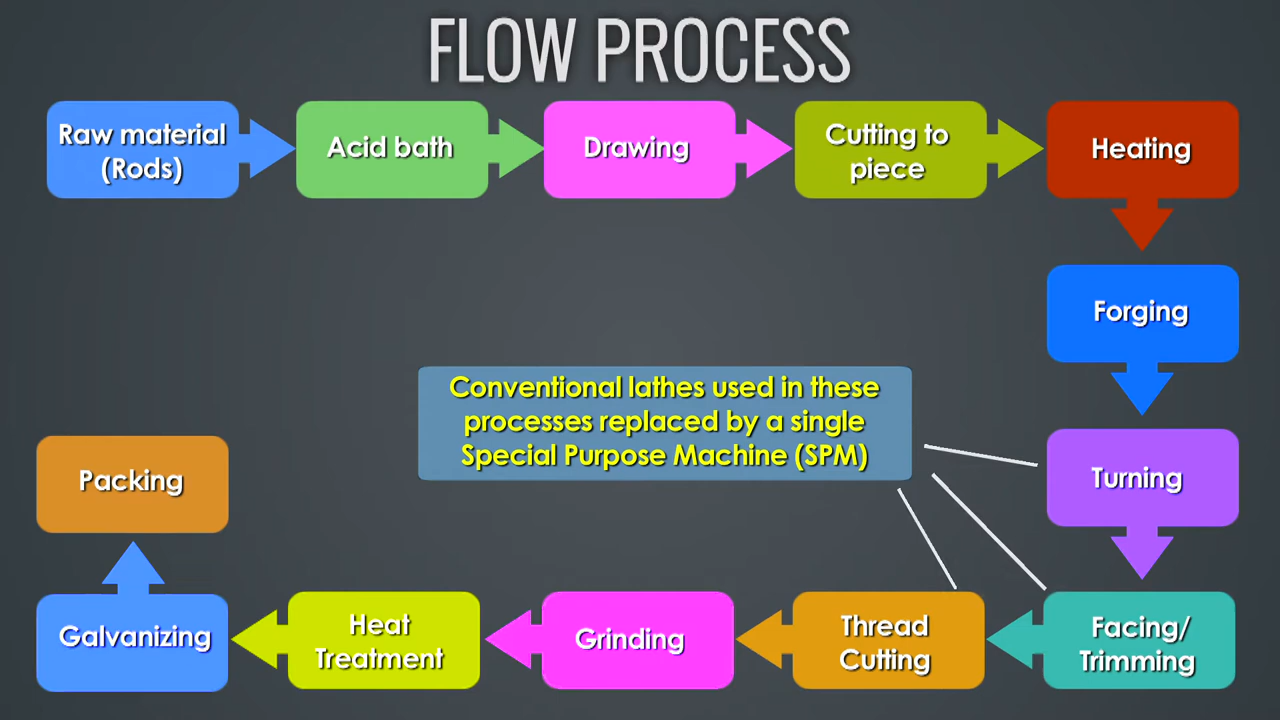 FLOW PROCESS
Raw material
(Rods)
Acid bath
Drawing
Cutting to
piece
Heating
Forging
Conventional lathes used in these
processes replaced by a single
Special Purpose Machine (SPM)
Turning
Packing
Facing/
Trimming
Thread
Cutting
Grinding
Heat
Treatment
Galvanizing